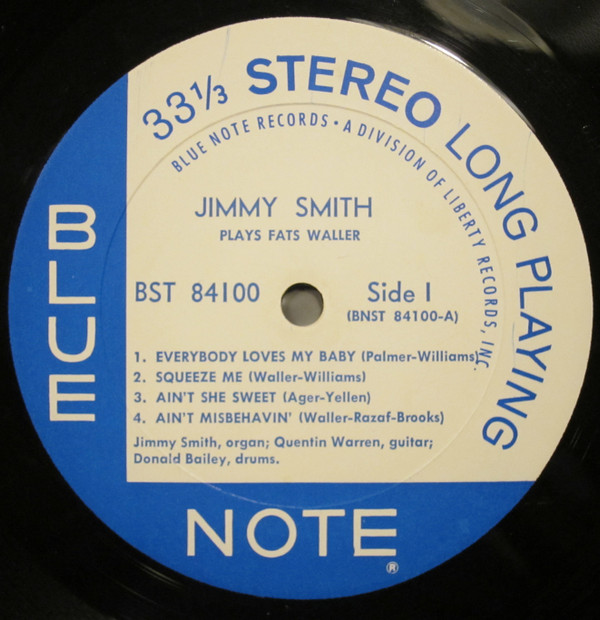 33⅓ STEREO LONG PLAYING
BLUE NOTE RECORDS • A DIVISION OF LIBERTY RECORDS, INC.
JIMMY SMITH
PLAYS FATS WALLER
BST 84100
Side 1
(BNST 84100-A)
1. EVERYBODY LOVES MY BABY (Palmer-Williams)
2. SQUEEZE ME (Waller-Williams)
3. AIN'T SHE SWEET (Ager-Yellen)
4. AIN'T MISBEHAVIN' (Waller-Razaf-Brooks)
Jimmy Smith, organ; Quentin Warren, guitar;
Donald Bailey, drums.
BLUE
NOTE®